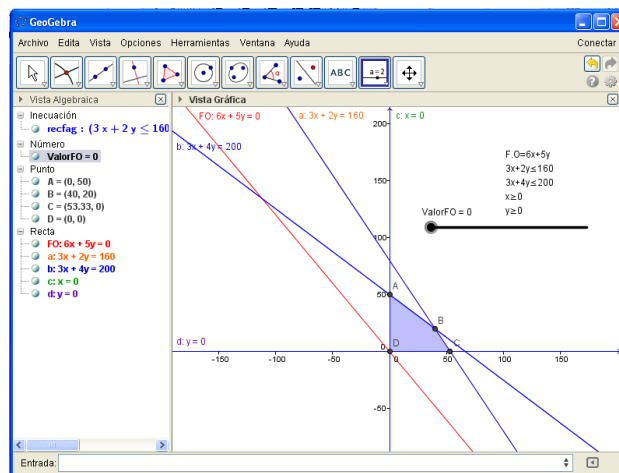 GeoGebra
Archivo Edita Vista Opciones Herramientas Ventana Ayuda Conectar
ABC a=2
Vista Algebraica
Inecuación
recfag : (3 x + 2 y ≤ 160
Número
ValorFO = 0
Punto
A = (0, 50)
B = (40, 20)
C = (53.33, 0)
D = (0, 0)
Recta
FO: 6x + 5y = 0
a: 3x + 2y = 160
b: 3x + 4y = 200
c: x = 0
d: y = 0
Vista Gráfica
FO: 6x + 5y = 0
a: 3x + 2y = 160
c: x = 0
b: 3x + 4y = 200
F.O=6x+5y
3x+2y≤160
3x+4y≤200
x≥0
y≥0
ValorFO = 0
d: y = 0
200
150
100
50
0
-50
-150 -100 -50 0 50 100 150
A
B
C
D
Entrada: